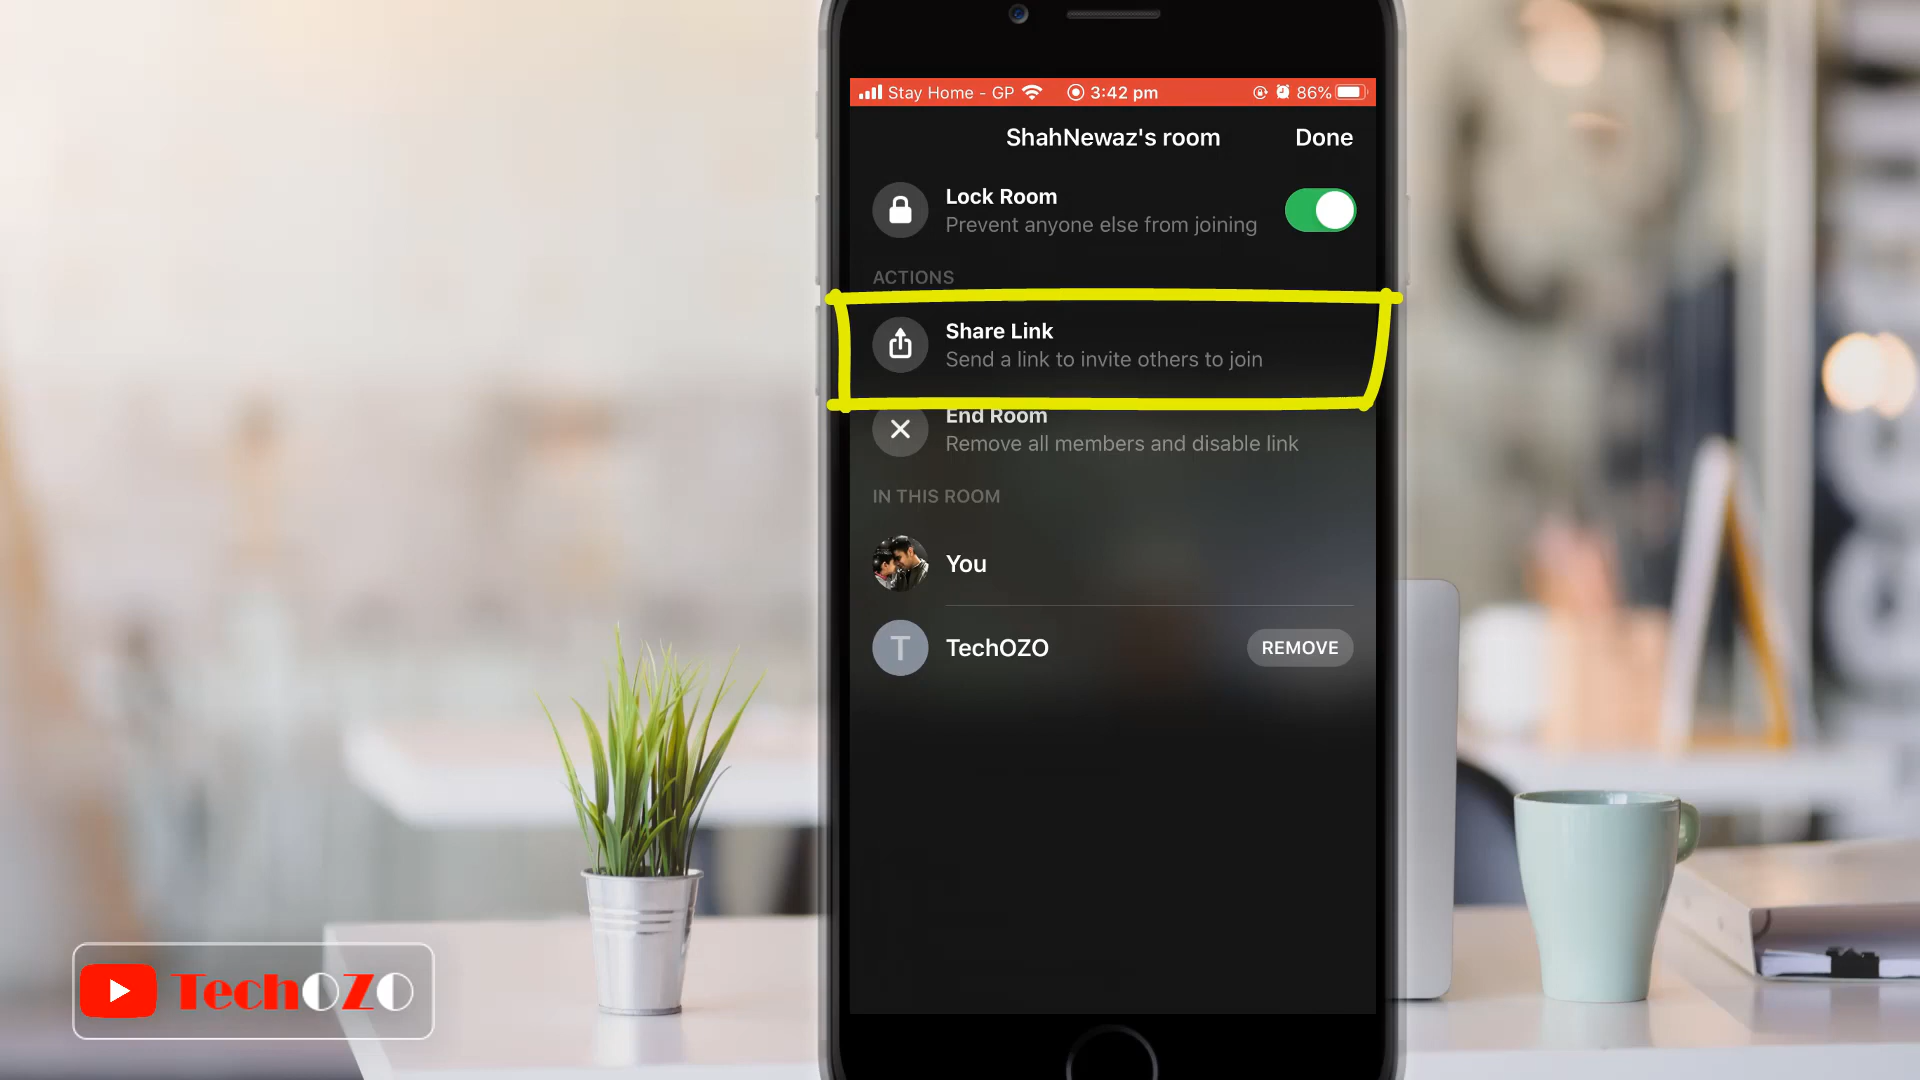 Stay Home - GP 3:42 pm 86%
ShahNewaz's room Done
Lock Room
Prevent anyone else from joining
ACTIONS
Share Link
Send a link to invite others to join
End Room
Remove all members and disable link
IN THIS ROOM
You
T TechOZO REMOVE
TechOZO